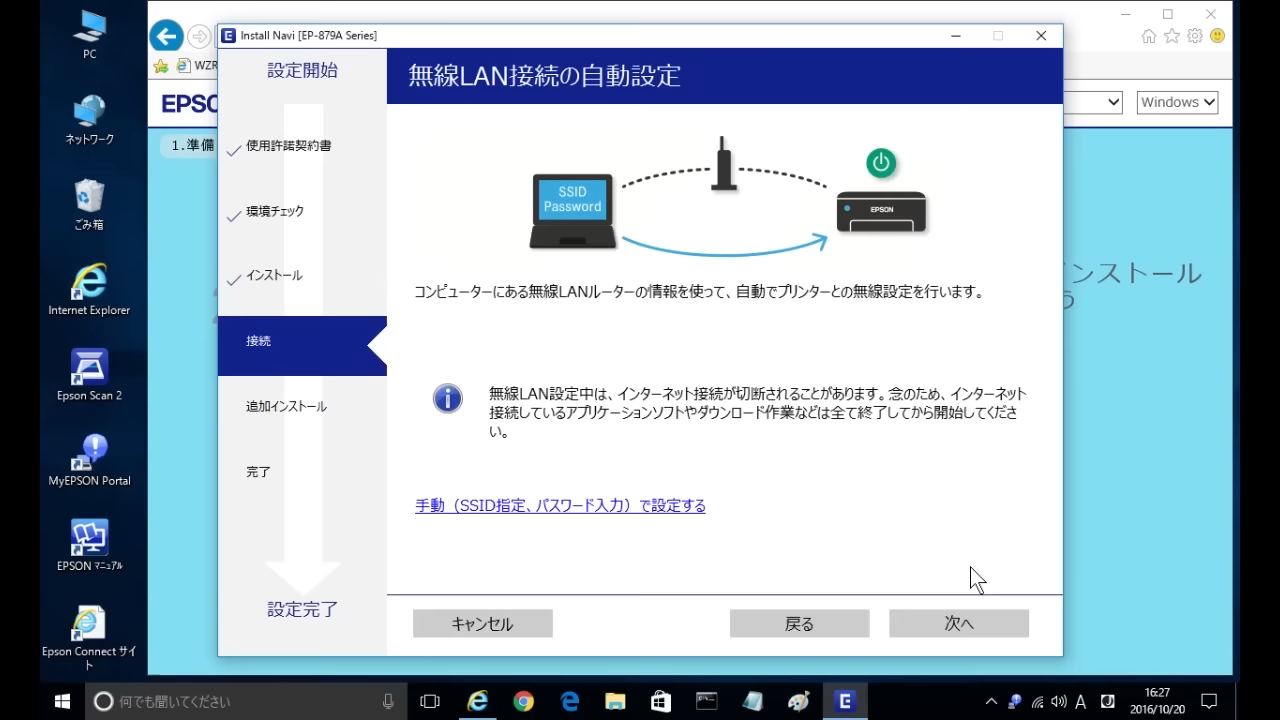 PC
ネットワーク
ごみ箱
Internet Explorer
Epson Scan 2
MyEPSON Portal
EPSON マニュアル
Epson Connect サイ
ト
WZR
Windows
1.準備
インストール
Install Navi [EP-879A Series]
設定開始
使用許諾契約書
環境チェック
インストール
接続
追加インストール
完了
設定完了
無線LAN接続の自動設定
SSID
Password
EPSON
コンピューターにある無線LANルーターの情報を使って、自動でプリンターとの無線設定を行います。
無線LAN設定中は、インターネット接続が切断されることがあります。念のため、インターネット
接続しているアプリケーションソフトやダウンロード作業などは全て終了してから開始してくださ
い。
手動（SSID指定、パスワード入力）で設定する
キャンセル
戻る
次へ
何でも聞いてください
A
16:27
2016/10/20